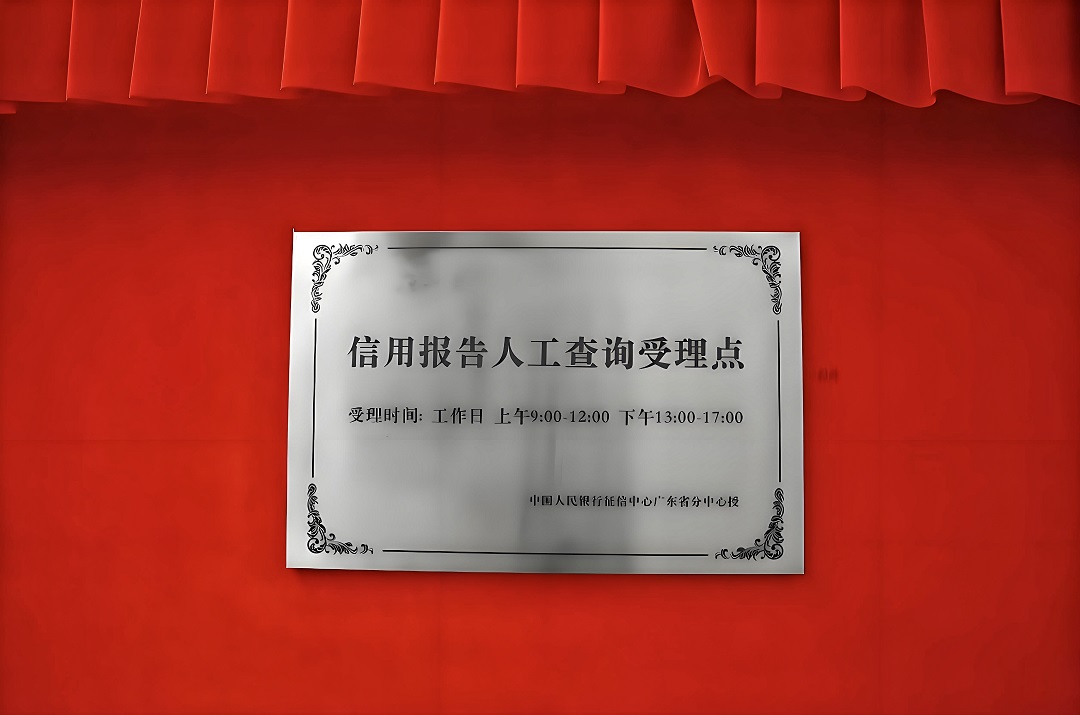 信用报告人工查询受理点
受理时间: 工作日 上午9:00-12:00 下午13:00-17:00
中国人民银行征信中心广东省分中心授